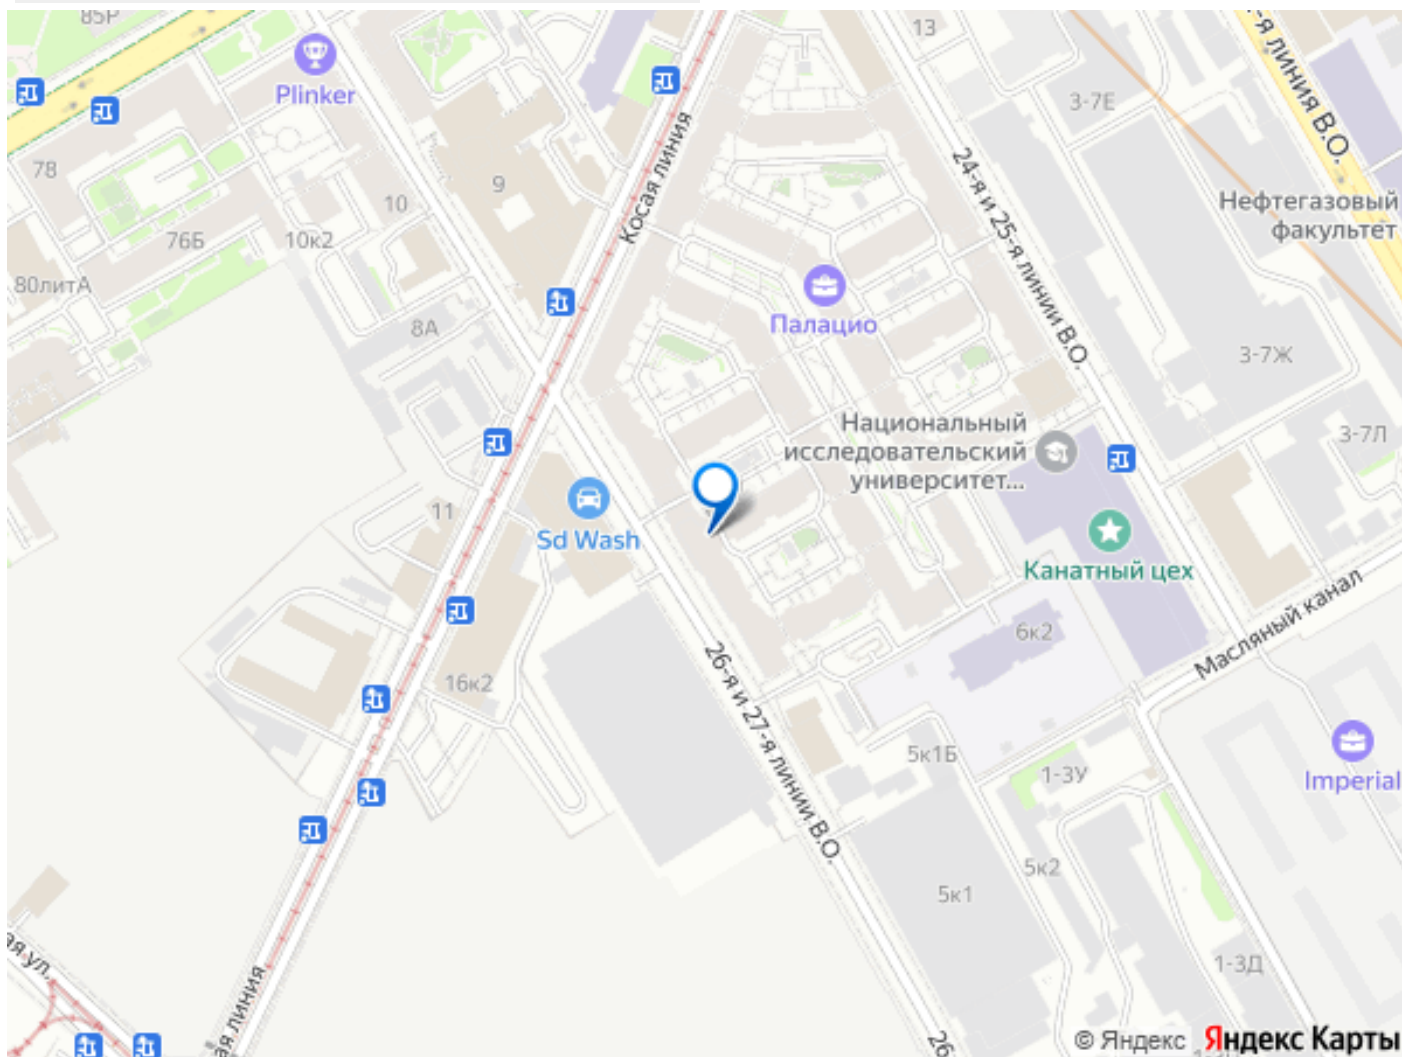 85Р
Plinker
13
3-7Е
-я линия В.О.
Косая линия
78
9
24-я и 25-я линии В.О.
10
Нефтегазовый
факультет
76Б
10к2
80литА
8А
Палацио
3-7Ж
Национальный
исследовательский
университет...
3-7Л
11
Sd Wash
Канатный цех
Масляный канал
6к2
26-я и 27-я линии В.О.
16к2
5к1Б
1-3У
Imperial
5к2
5к1
ая ул.
1-3Д
ая линия
26
© Яндекс
Яндекс Карты